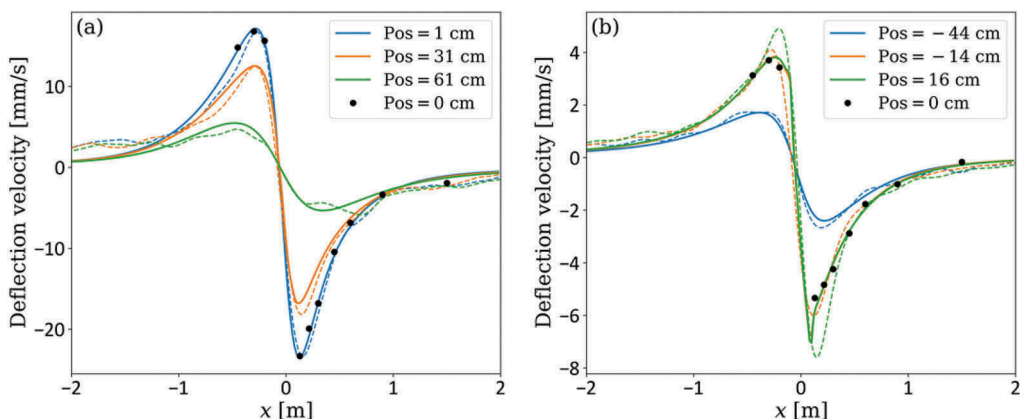 (a)
Pos = 1 cm
Pos = 31 cm
Pos = 61 cm
Pos = 0 cm
Deflection velocity [mm/s]
10
0
−10
−20
−2
−1
0
1
2
x [m]
(b)
Pos = − 44 cm
Pos = − 14 cm
Pos = 16 cm
Pos = 0 cm
Deflection velocity [mm/s]
4
2
0
−2
−4
−6
−8
−2
−1
0
1
2
x [m]